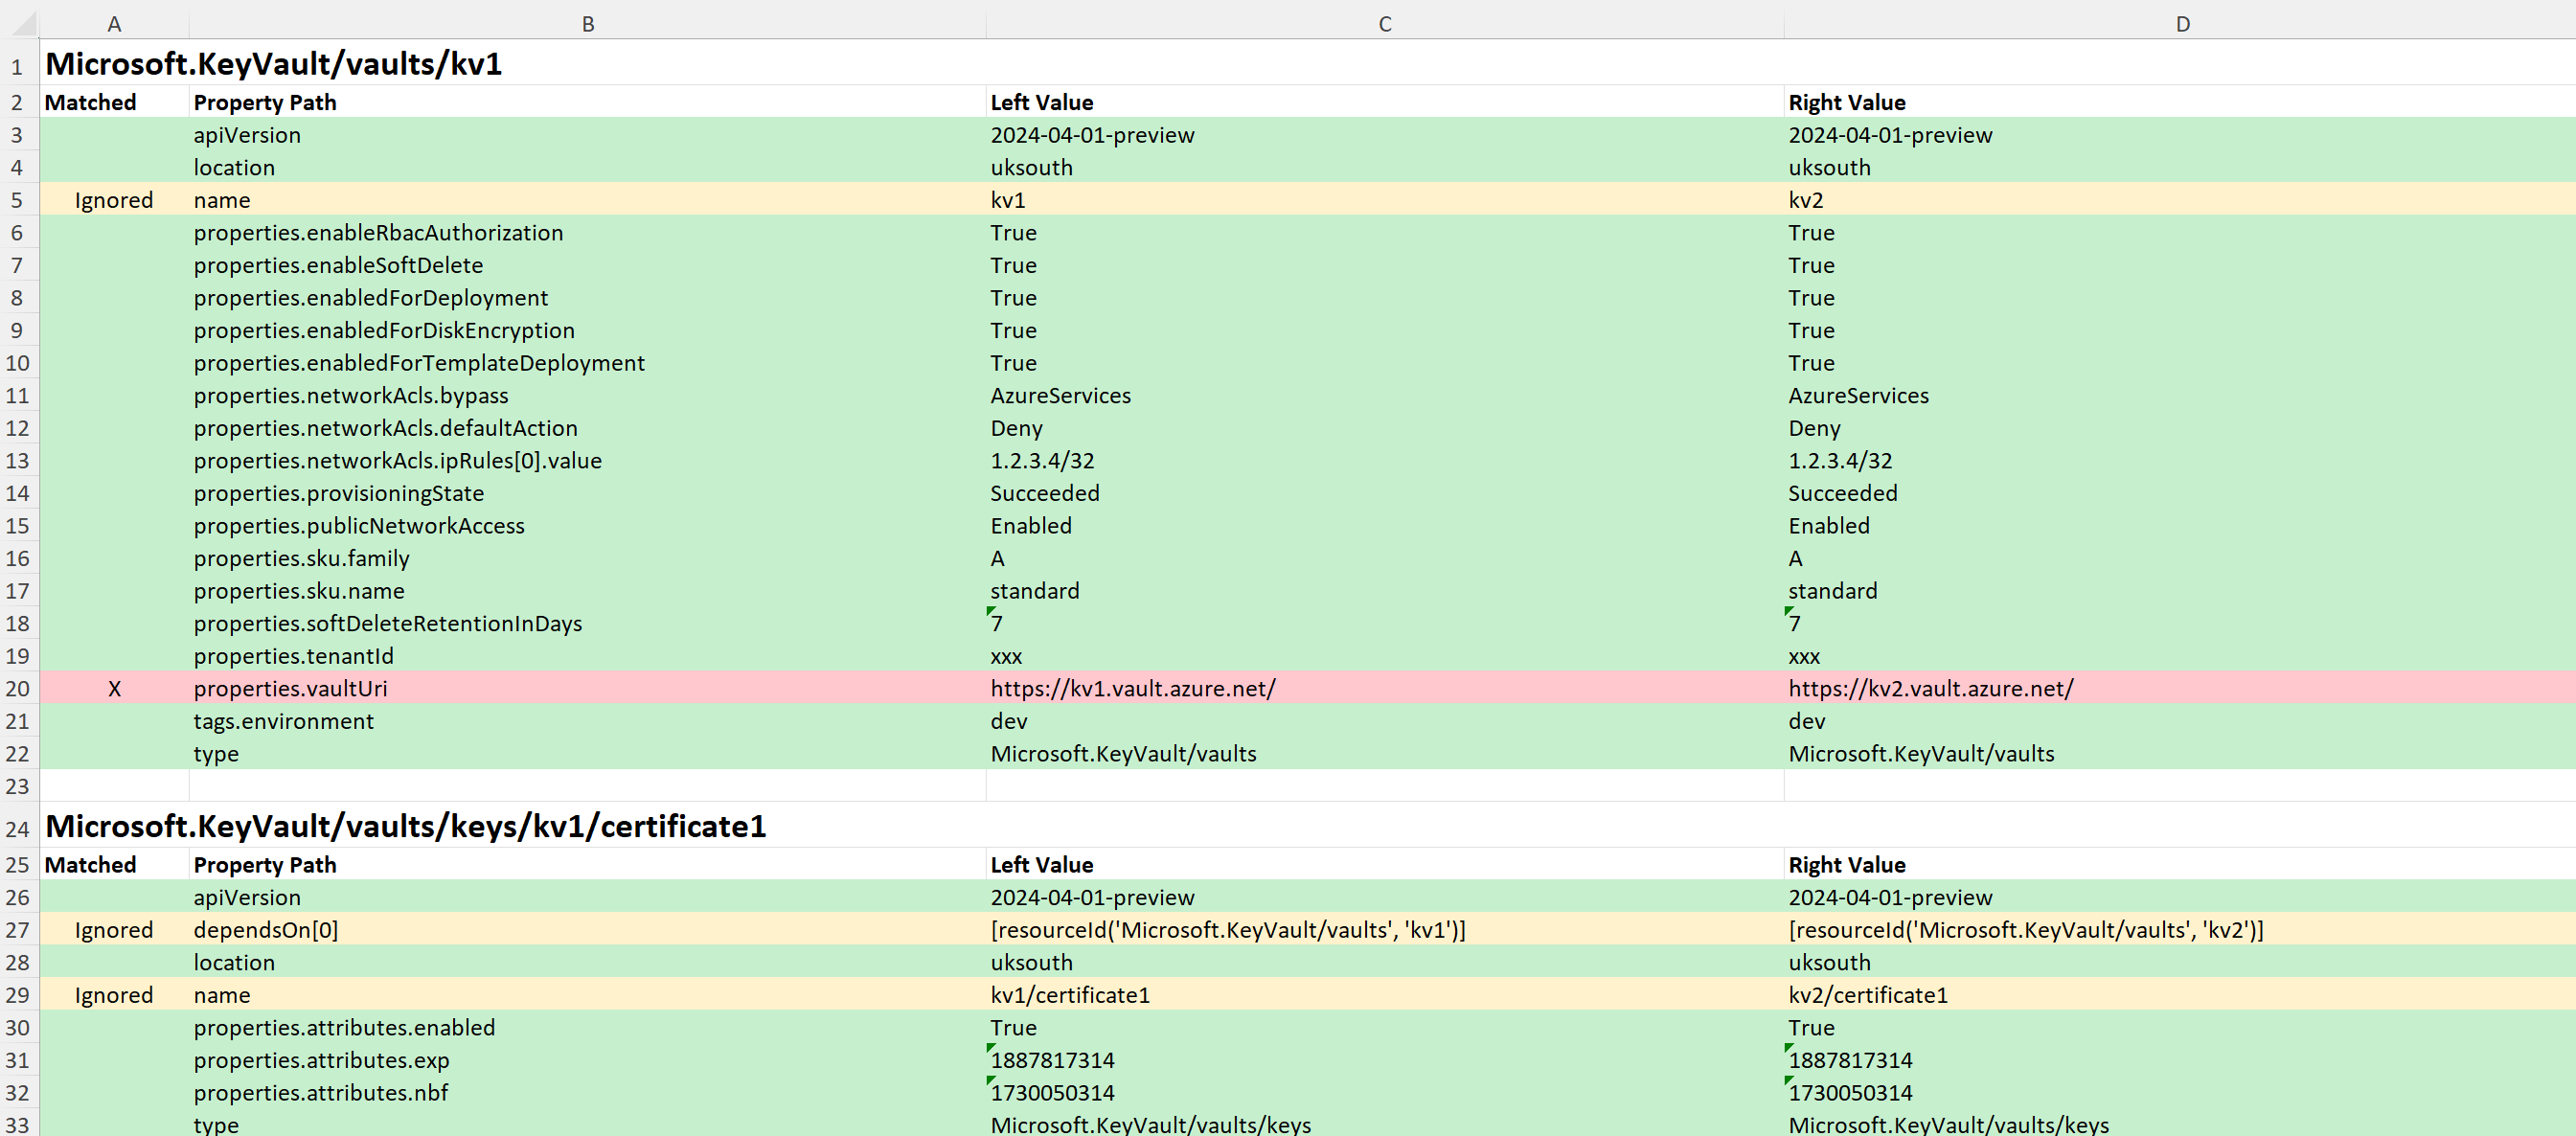 A B C D
1 Microsoft.KeyVault/vaults/kv1
2 Matched Property Path Left Value Right Value
3 apiVersion 2024-04-01-preview 2024-04-01-preview
4 location uksouth uksouth
5 Ignored name kv1 kv2
6 properties.enableRbacAuthorization True True
7 properties.enableSoftDelete True True
8 properties.enabledForDeployment True True
9 properties.enabledForDiskEncryption True True
10 properties.enabledForTemplateDeployment True True
11 properties.networkAcls.bypass AzureServices AzureServices
12 properties.networkAcls.defaultAction Deny Deny
13 properties.networkAcls.ipRules[0].value 1.2.3.4/32 1.2.3.4/32
14 properties.provisioningState Succeeded Succeeded
15 properties.publicNetworkAccess Enabled Enabled
16 properties.sku.family A A
17 properties.sku.name standard standard
18 properties.softDeleteRetentionInDays 7 7
19 properties.tenantId xxx xxx
20 X properties.vaultUri https://kv1.vault.azure.net/ https://kv2.vault.azure.net/
21 tags.environment dev dev
22 type Microsoft.KeyVault/vaults Microsoft.KeyVault/vaults
23
24 Microsoft.KeyVault/vaults/keys/kv1/certificate1
25 Matched Property Path Left Value Right Value
26 apiVersion 2024-04-01-preview 2024-04-01-preview
27 Ignored dependsOn[0] [resourceId('Microsoft.KeyVault/vaults', 'kv1')] [resourceId('Microsoft.KeyVault/vaults', 'kv2')]
28 location uksouth uksouth
29 Ignored name kv1/certificate1 kv2/certificate1
30 properties.attributes.enabled True True
31 properties.attributes.exp 1887817314 1887817314
32 properties.attributes.nbf 1730050314 1730050314
33 type Microsoft.KeyVault/vaults/keys Microsoft.KeyVault/vaults/keys